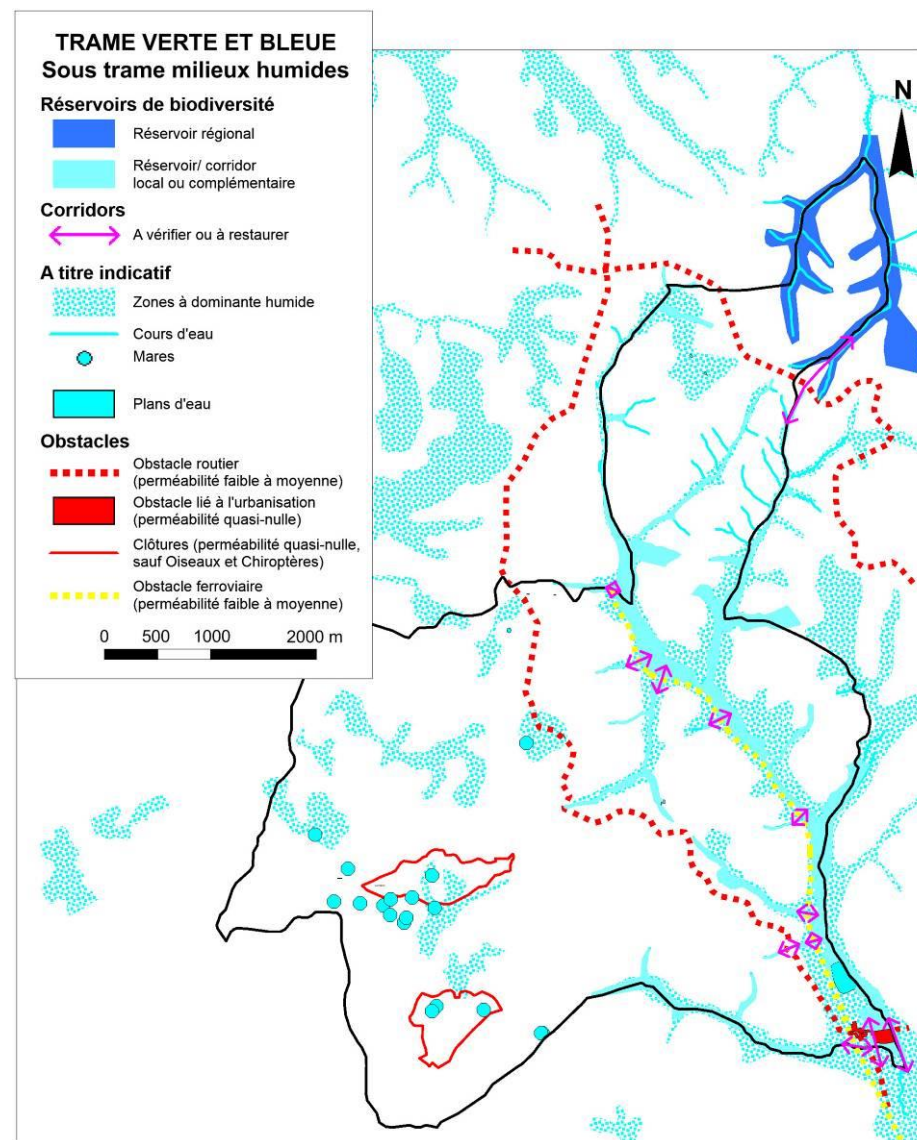 TRAME VERTE ET BLEUE
Sous trame milieux humides
Réservoirs de biodiversité
Réservoir régional
Réservoir/ corridor
local ou complémentaire
Corridors
A vérifier ou à restaurer
A titre indicatif
Zones à dominante humide
Cours d'eau
Mares
Plans d'eau
Obstacles
Obstacle routier
(perméabilité faible à moyenne)
Obstacle lié à l'urbanisation
(perméabilité quasi-nulle)
Clôtures (perméabilité quasi-nulle,
sauf Oiseaux et Chiroptères)
Obstacle ferroviaire
(perméabilité faible à moyenne)
0 500 1000 2000 m
N